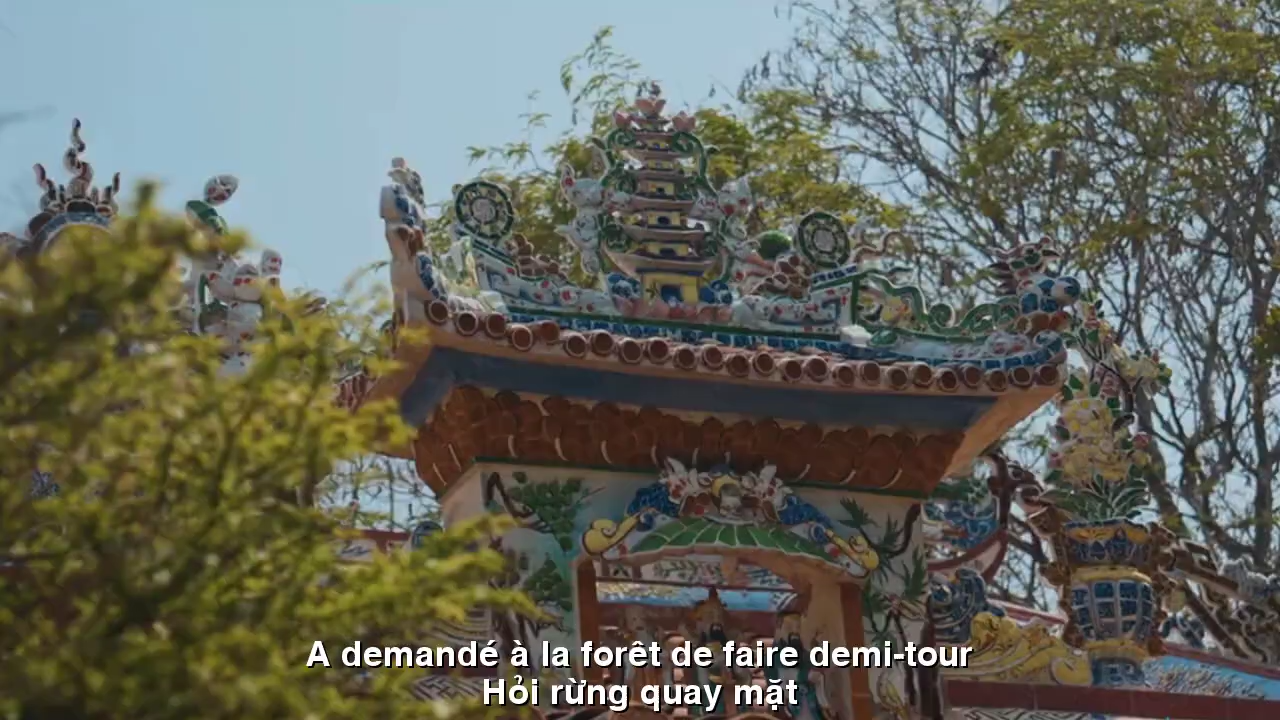 A demandé à la forêt de faire demi-tour
Hỏi rừng quay mặt